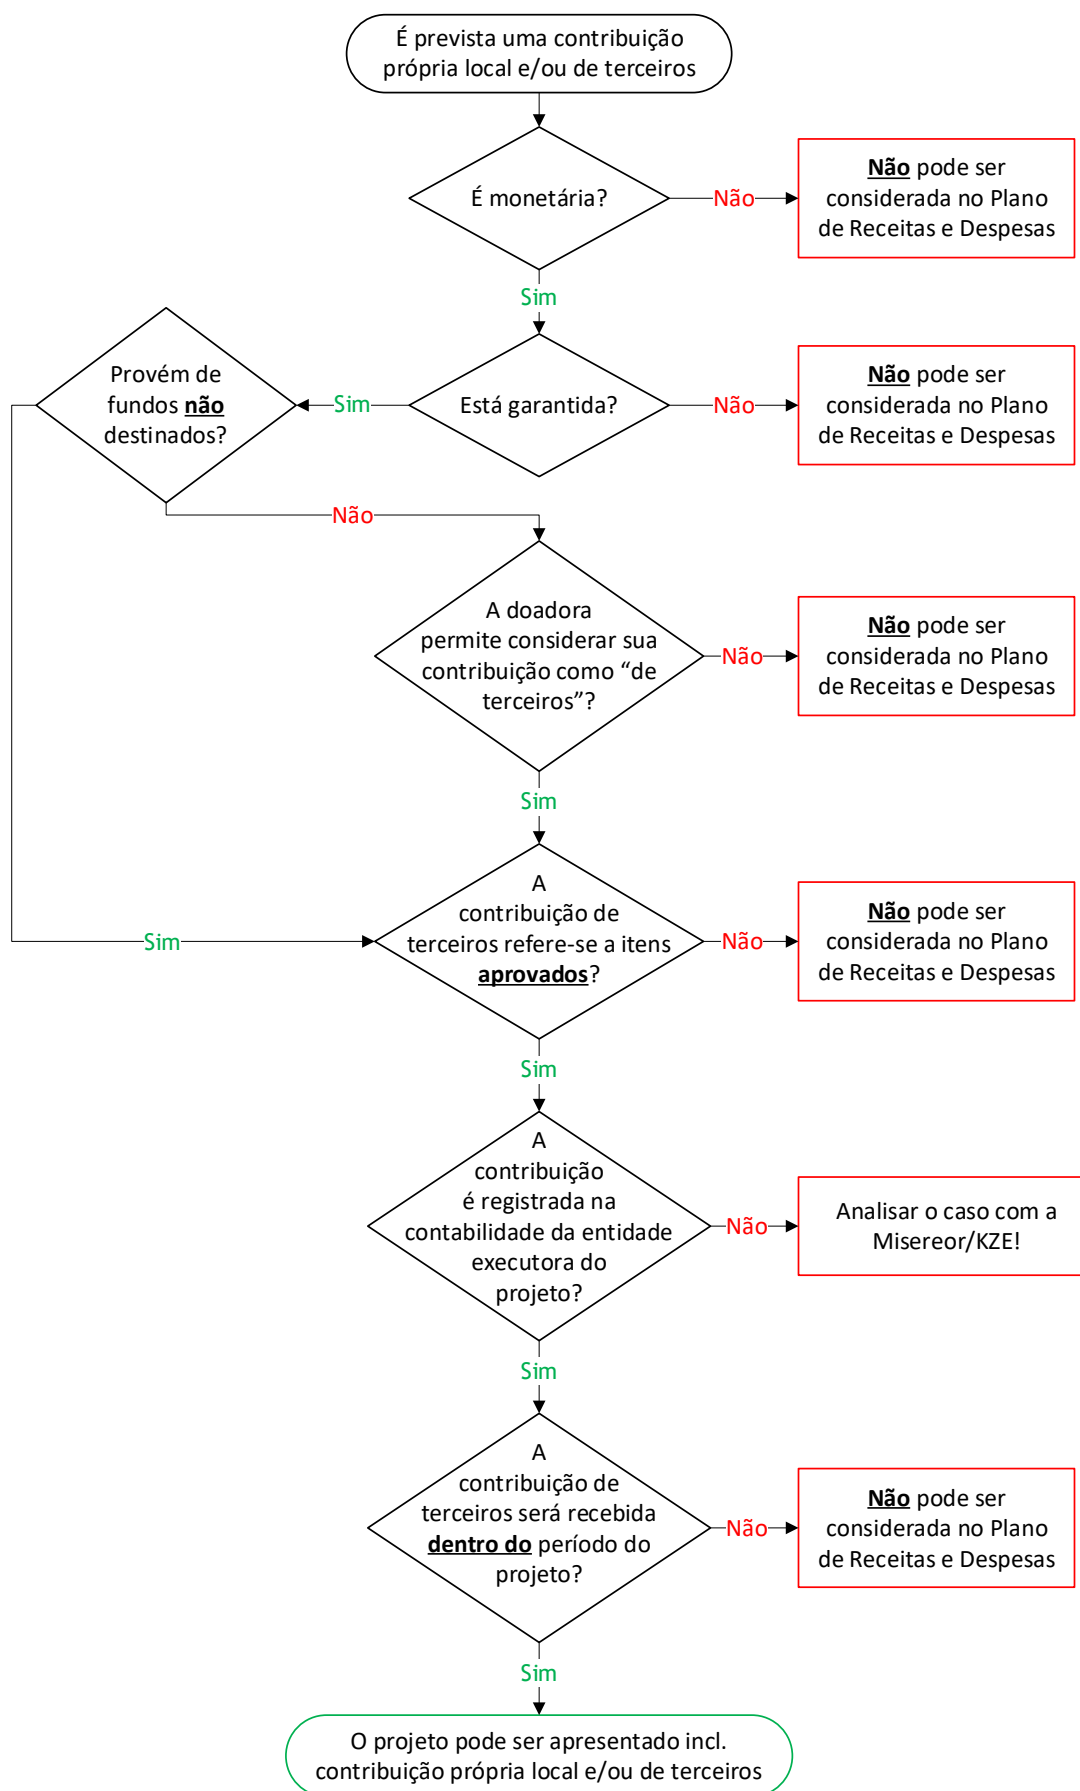 É prevista uma contribuição
própria local e/ou de terceiros
É monetária?
Não
Não pode ser
considerada no Plano
de Receitas e Despesas
Sim
Provém de
fundos não
destinados?
Sim
Está garantida?
Não
Não pode ser
considerada no Plano
de Receitas e Despesas
Não
A doadora
permite considerar sua
contribuição como “de
terceiros”?
Não
Não pode ser
considerada no Plano
de Receitas e Despesas
Sim
Sim
A
contribuição de
terceiros refere-se a itens
aprovados?
Não
Não pode ser
considerada no Plano
de Receitas e Despesas
Sim
A
contribuição
é registrada na
contabilidade da entidade
executora do
projeto?
Não
Analisar o caso com a
Misereor/KZE!
Sim
A
contribuição de
terceiros será recebida
dentro do período do
projeto?
Não
Não pode ser
considerada no Plano
de Receitas e Despesas
Sim
O projeto pode ser apresentado incl.
contribuição própria local e/ou de terceiros